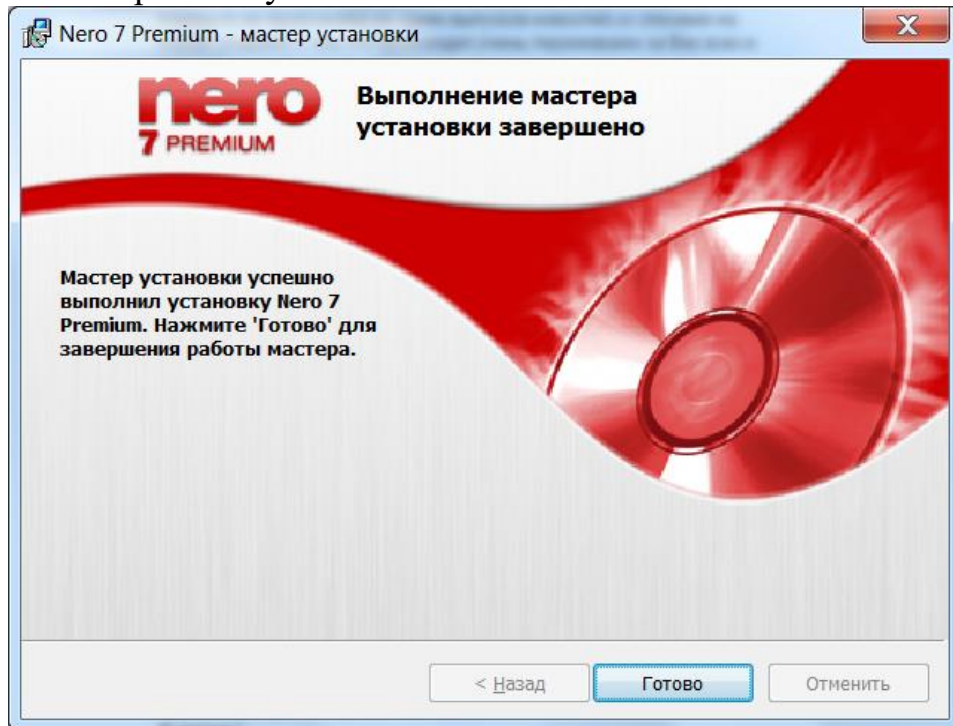 Nero 7 Premium - мастер установки
nero
7 PREMIUM
Выполнение мастера
установки завершено
Мастер установки успешно
выполнил установку Nero 7
Premium. Нажмите 'Готово' для
завершения работы мастера.
< Назад
Готово
Отменить